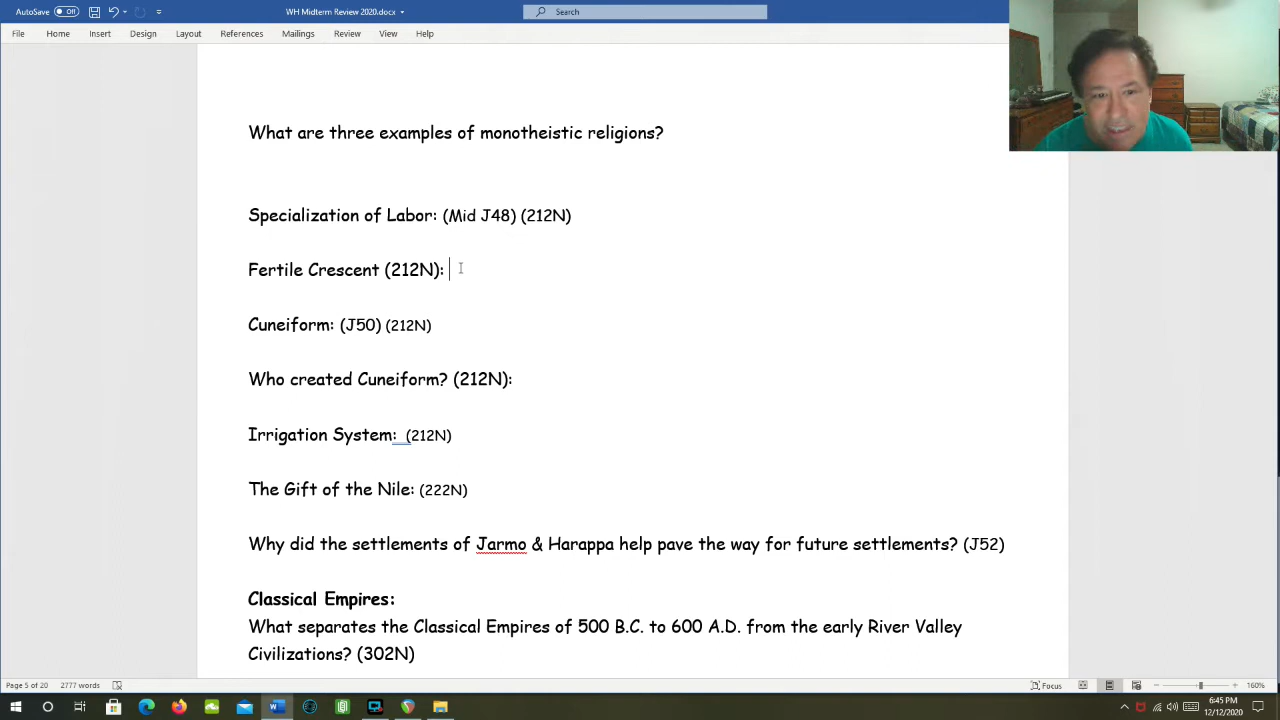 AutoSave Off WH Midterm Review 2020.docx Search
File Home Insert Design Layout References Mailings Review View Help
What are three examples of monotheistic religions?
Specialization of Labor: (Mid J48) (212N)
Fertile Crescent (212N):
Cuneiform: (J50) (212N)
Who created Cuneiform? (212N):
Irrigation System: (212N)
The Gift of the Nile: (222N)
Why did the settlements of Jarmo & Harappa help pave the way for future settlements? (J52)
Classical Empires:
What separates the Classical Empires of 500 B.C. to 600 A.D. from the early River Valley
Civilizations? (302N)
Page 5 of 20 2777 words Focus 160%
6:45 PM
12/12/2020